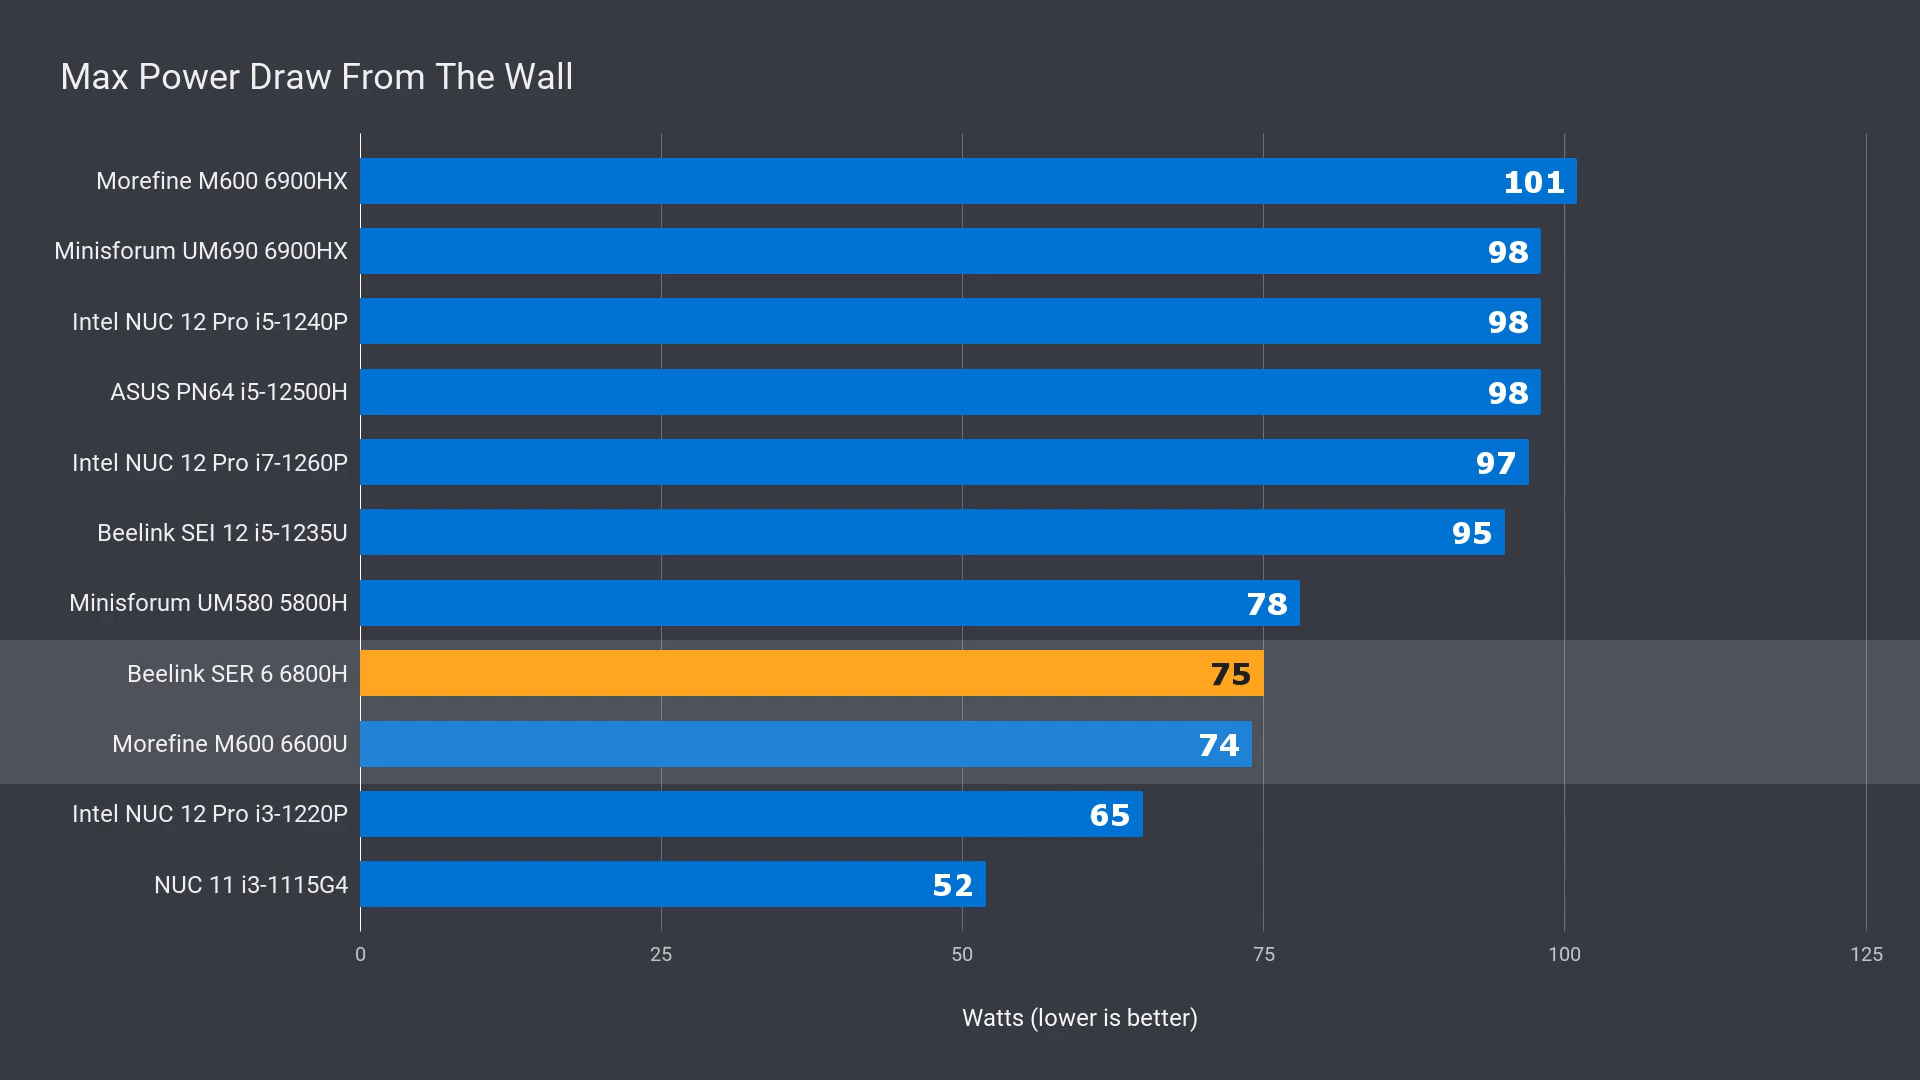 Max Power Draw From The Wall
Morefine M600 6900HX 101
Minisforum UM690 6900HX 98
Intel NUC 12 Pro i5-1240P 98
ASUS PN64 i5-12500H 98
Intel NUC 12 Pro i7-1260P 97
Beelink SEI 12 i5-1235U 95
Minisforum UM580 5800H 78
Beelink SER 6 6800H 75
Morefine M600 6600U 74
Intel NUC 12 Pro i3-1220P 65
NUC 11 i3-1115G4 52
0 25 50 75 100 125
Watts (lower is better)